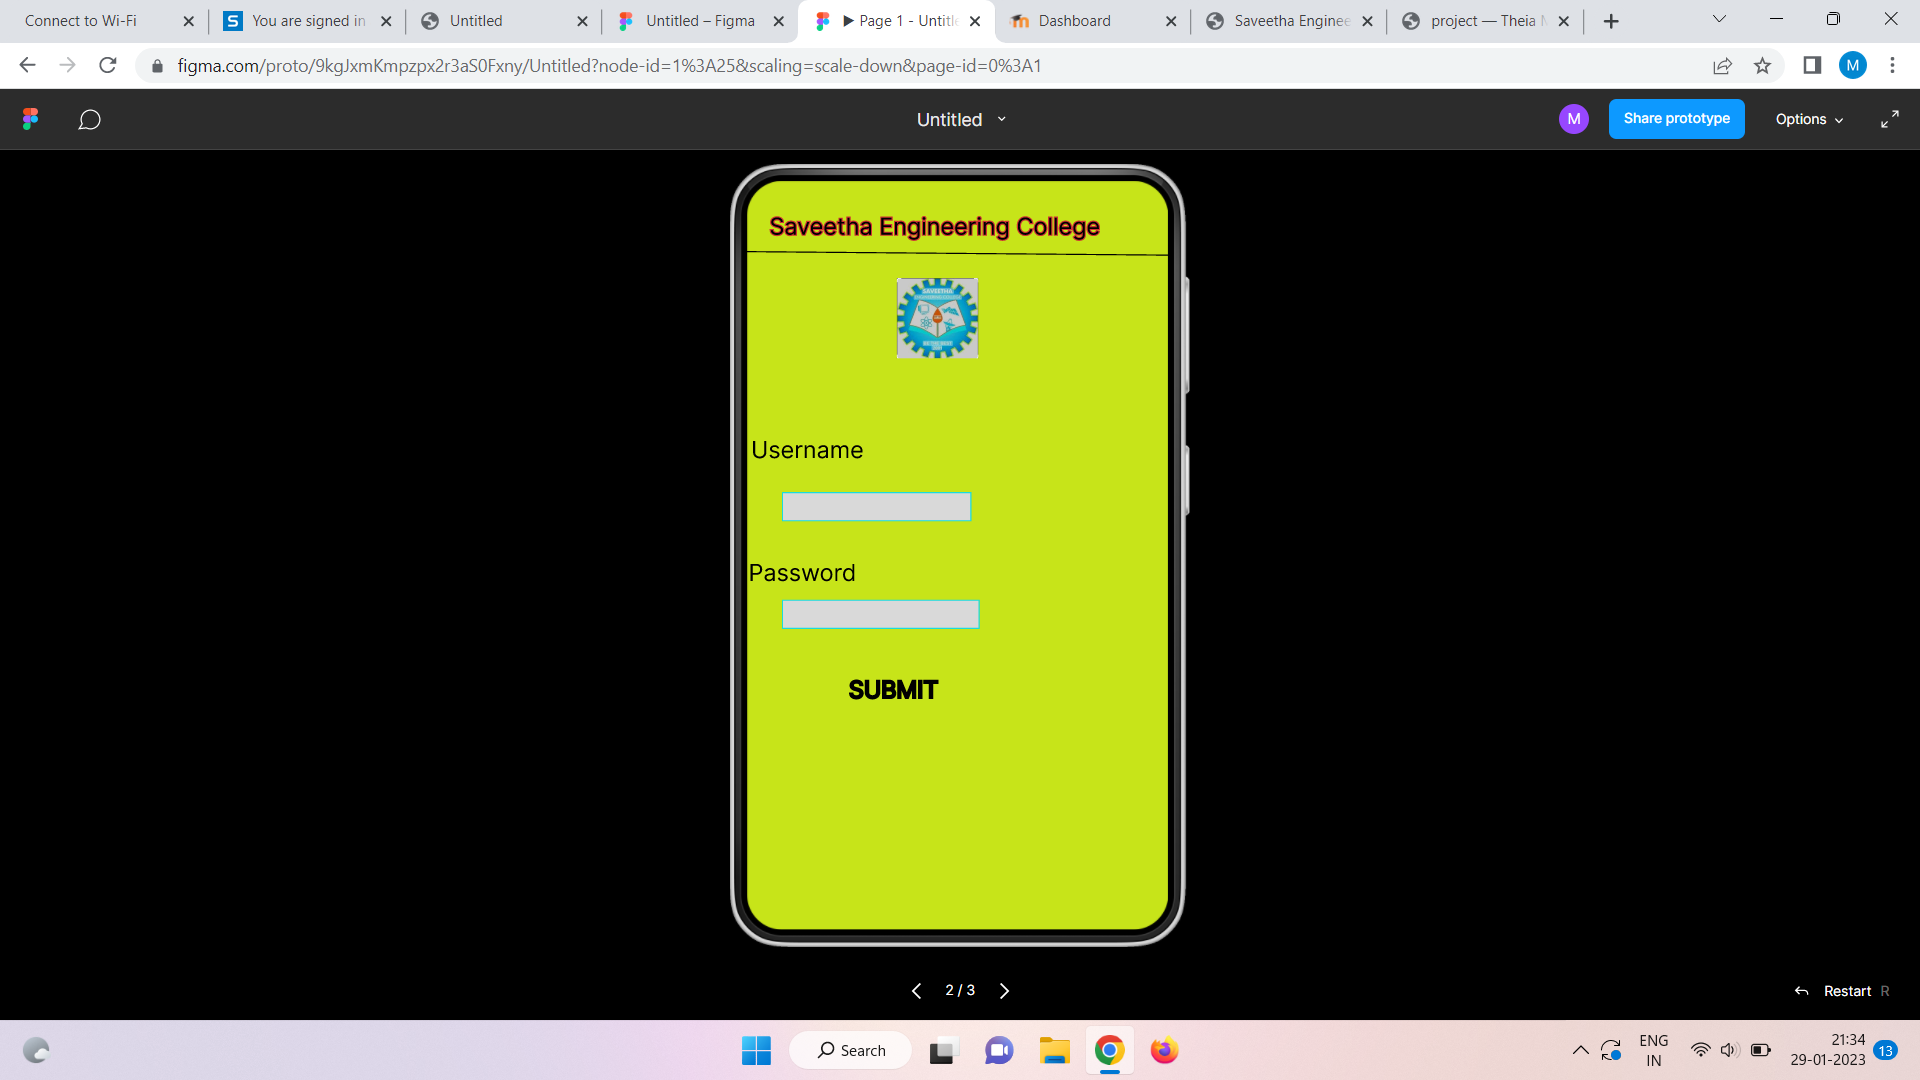 Connect to Wi-Fi
You are signed in
Untitled
Untitled – Figma
Page 1 - Untitle
Dashboard
Saveetha Enginee
project — Theia
figma.com/proto/9kgJxmKmpzpx2r3aS0Fxny/Untitled?node-id=1%3A25&scaling=scale-down&page-id=0%3A1
M
Untitled
M
Share prototype
Options
Saveetha Engineering College
SAVEETHA
Username
Password
SUBMIT
2 / 3
Restart R
Search
ENG
IN
21:34
29-01-2023
13